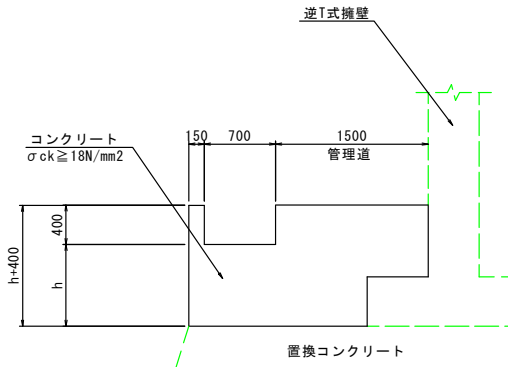 逆T式擁壁
コンクリート
σck≧18N/mm2
150 700 1500
管理道
400
h
h+400
置換コンクリート